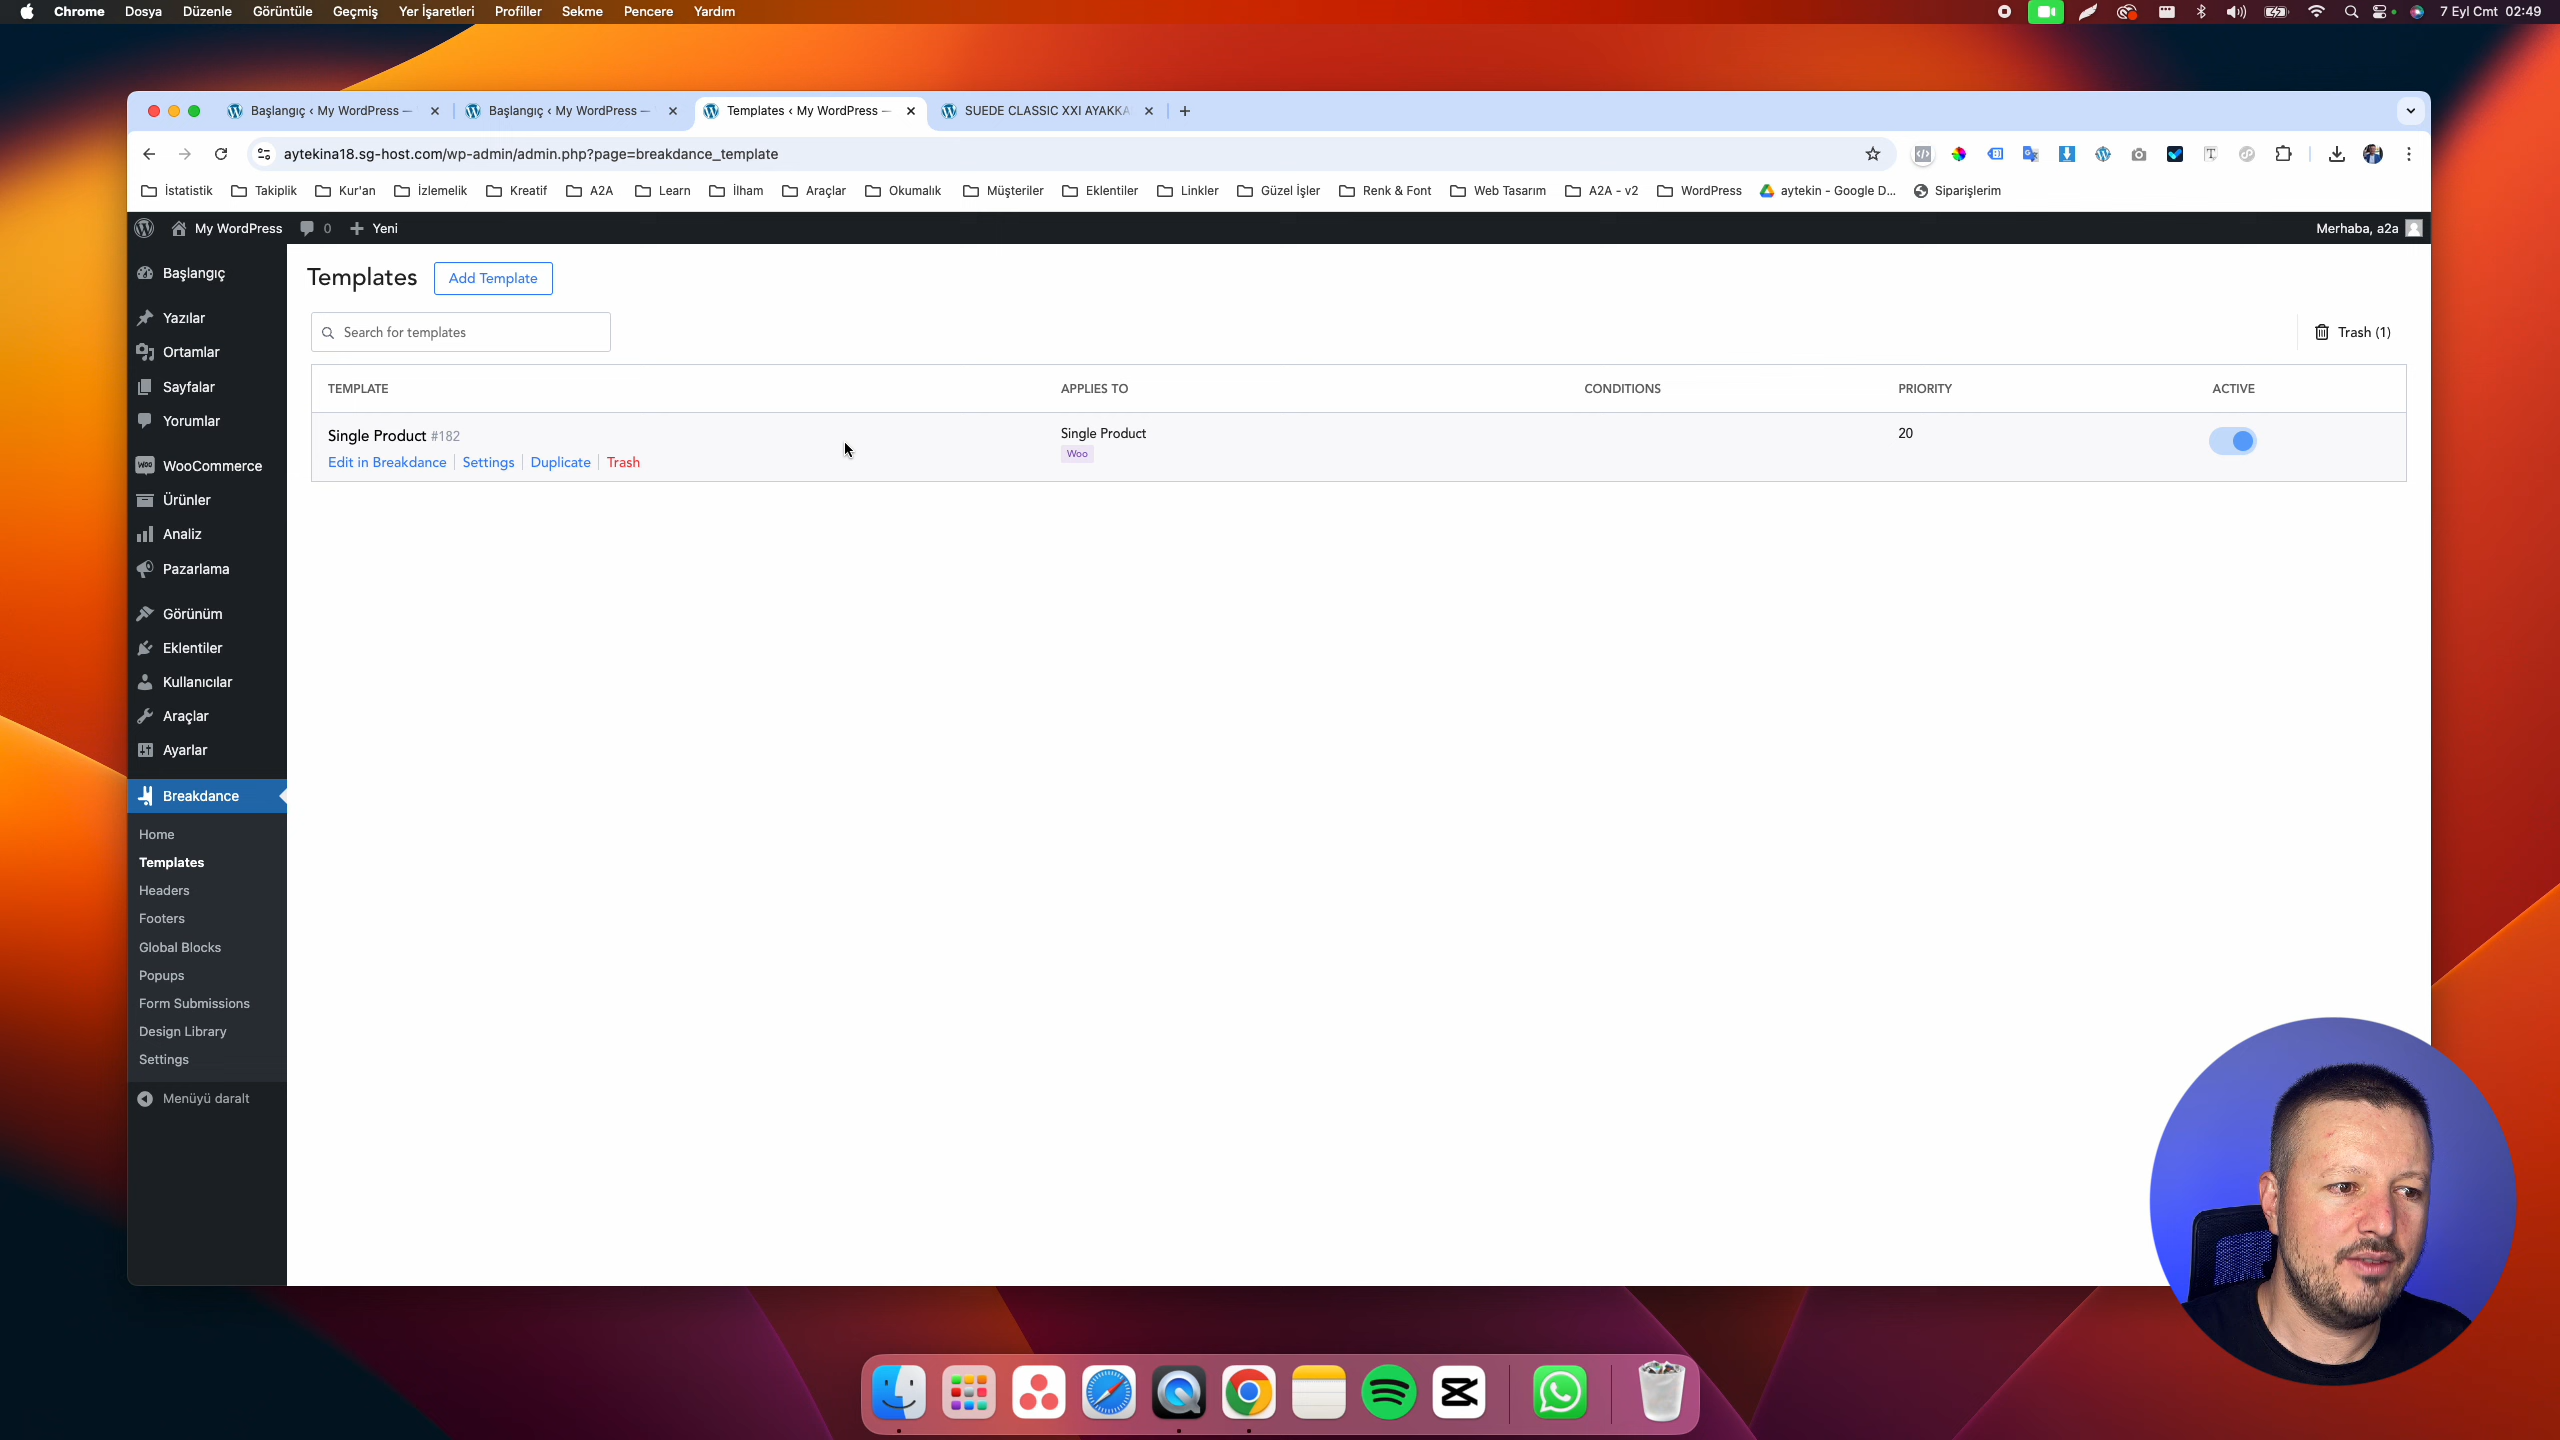 Chrome Dosya Düzenle Görüntüle Geçmiş Yer İşaretleri Profiller Sekme Pencere Yardım
7 Eyl Cmt 02:49
Başlangıç ‹ My WordPress —
Başlangıç ‹ My WordPress —
Templates ‹ My WordPress —
SUEDE CLASSIC XXI AYAKKA
aytekina18.sg-host.com/wp-admin/admin.php?page=breakdance_template
İstatistik Takiplik Kur'an İzlemelik Kreatif A2A Learn İlham Araçlar Okumalık Müşteriler Eklentiler Linkler Güzel İşler Renk & Font Web Tasarım A2A - v2 WordPress aytekin - Google D... Siparişlerim
My WordPress 0 Yeni
Merhaba, a2a
Başlangıç
Yazılar
Ortamlar
Sayfalar
Yorumlar
WooCommerce
Ürünler
Analiz
Pazarlama
Görünüm
Eklentiler
Kullanıcılar
Araçlar
Ayarlar
Breakdance
Home
Templates
Headers
Footers
Global Blocks
Popups
Form Submissions
Design Library
Settings
Menüyü daralt
Templates
Add Template
Search for templates
Trash (1)
TEMPLATE APPLIES TO CONDITIONS PRIORITY ACTIVE
Single Product #182
Edit in Breakdance Settings Duplicate Trash
Single Product
Woo
20